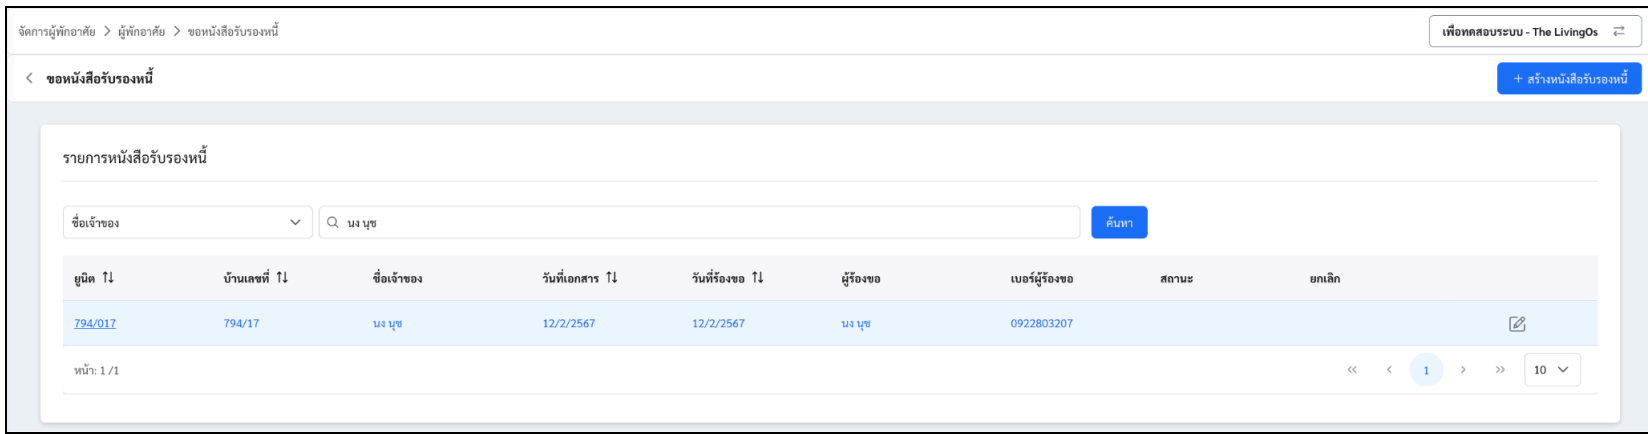 จัดการผู้พักอาศัย > ผู้พักอาศัย > ขอหนังสือรับรองหนี้
เพื่อทดสอบระบบ - The LivingOs
< ขอหนังสือรับรองหนี้
+ สร้างหนังสือรับรองหนี้
รายการหนังสือรับรองหนี้
ชื่อเจ้าของ นง นุช ค้นหา
ยูนิต บ้านเลขที่ ชื่อเจ้าของ วันที่เอกสาร วันที่ร้องขอ ผู้ร้องขอ เบอร์ผู้ร้องขอ สถานะ ยกเลิก
794/017 794/17 นง นุช 12/2/2567 12/2/2567 นง นุช 0922803207
หน้า: 1 /1 << < 1 > >> 10